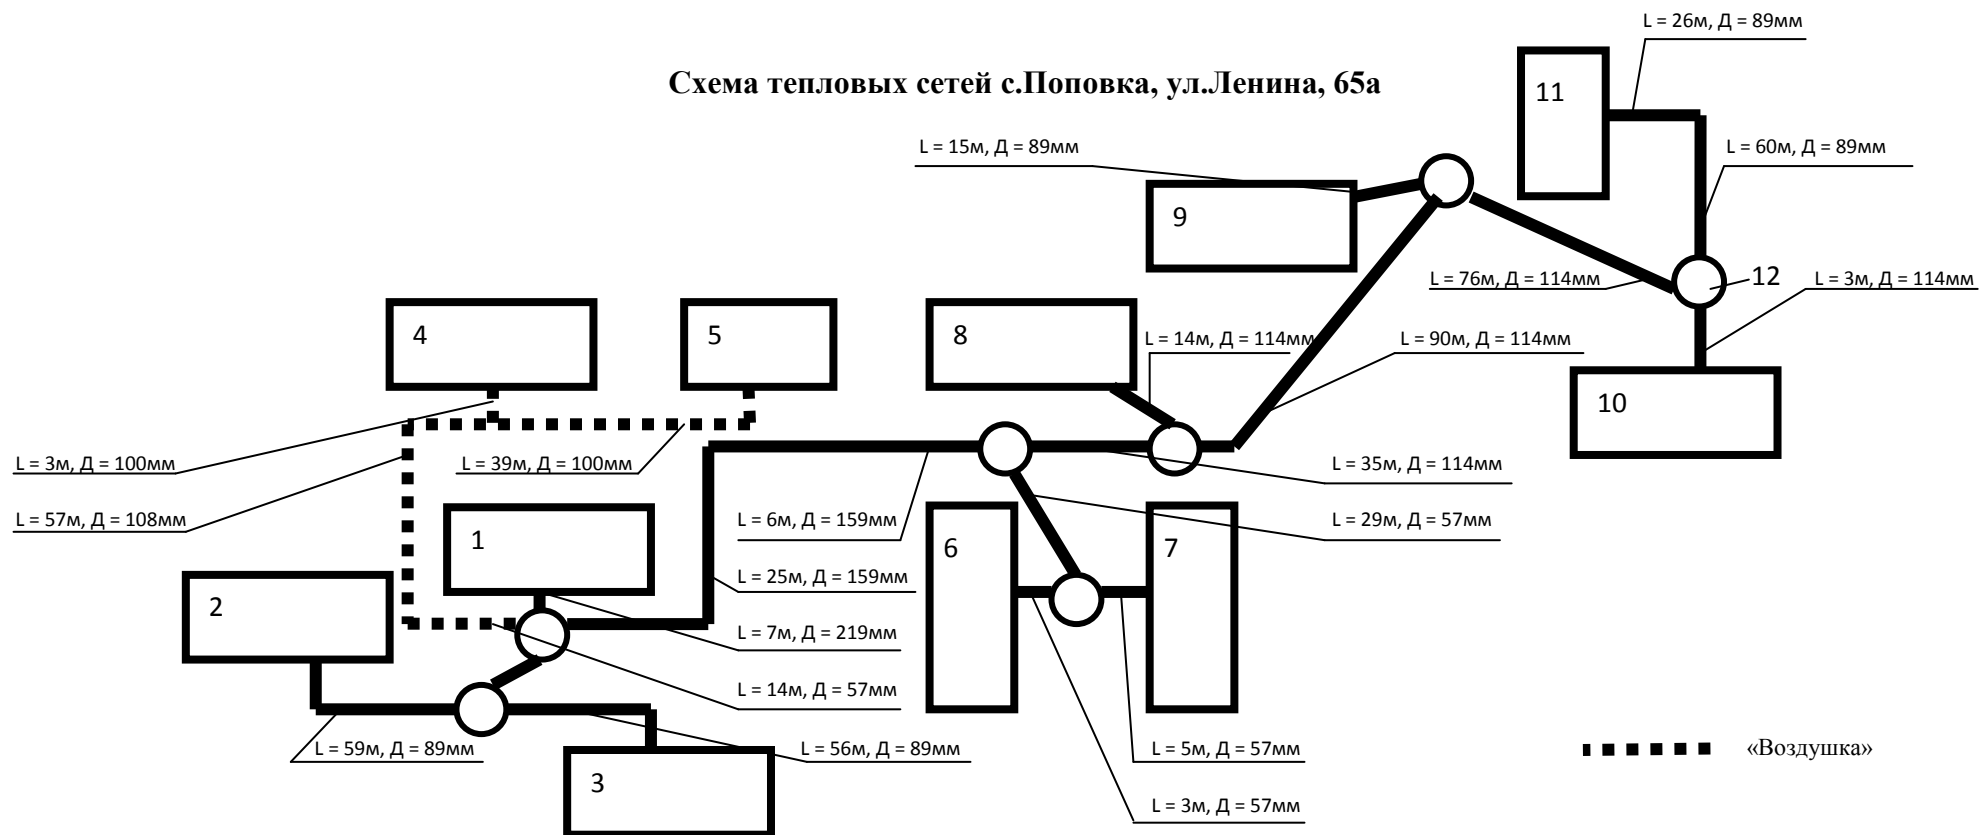 L = 26м, Д = 89мм
Схема тепловых сетей с.Поповка, ул.Ленина, 65а
11
L = 15м, Д = 89мм
L = 60м, Д = 89мм
9
L = 76м, Д = 114мм
12
L = 3м, Д = 114мм
4
5
8
L = 14м, Д = 114мм
L = 90м, Д = 114мм
10
L = 3м, Д = 100мм
L = 39м, Д = 100мм
L = 35м, Д = 114мм
L = 57м, Д = 108мм
1
L = 6м, Д = 159мм
6
7
L = 29м, Д = 57мм
L = 25м, Д = 159мм
2
L = 7м, Д = 219мм
L = 14м, Д = 57мм
L = 59м, Д = 89мм
L = 56м, Д = 89мм
L = 5м, Д = 57мм
«Воздушка»
3
L = 3м, Д = 57мм